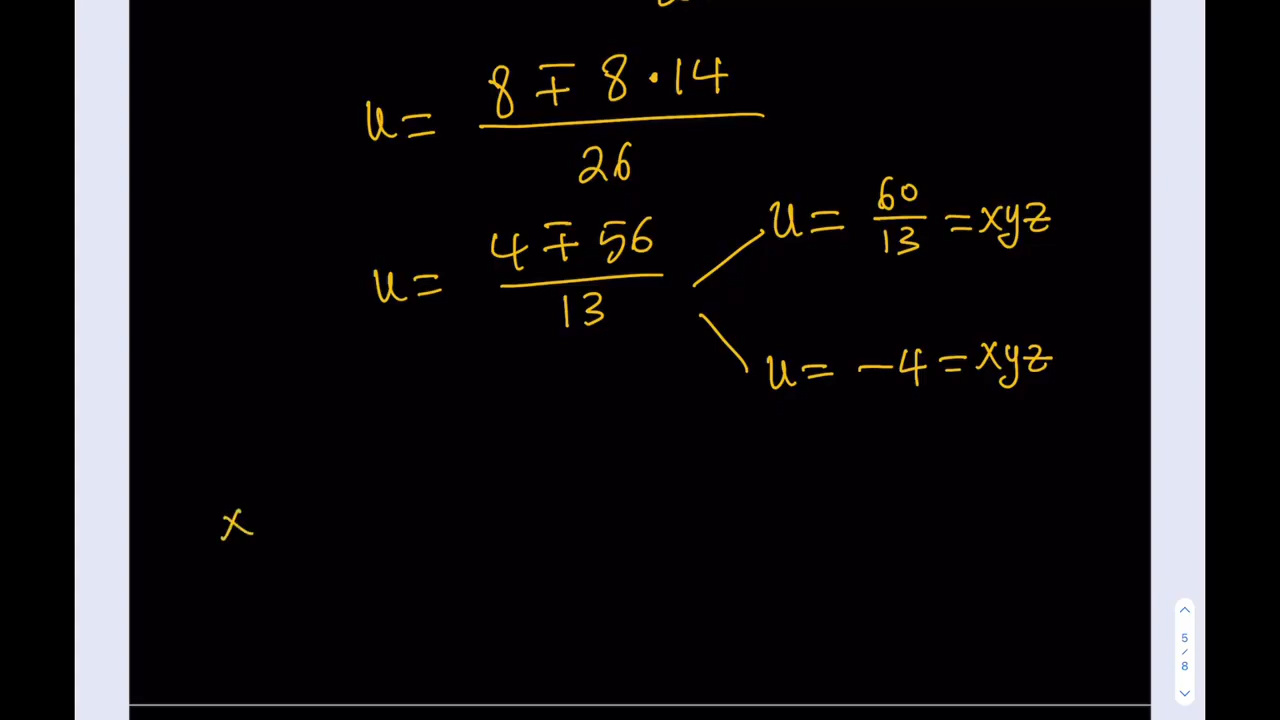 u = (8 ∓ 8·14)/26
u = (4 ∓ 56)/13
u = 60/13 = xyz
u = -4 = xyz
x
5
/
8